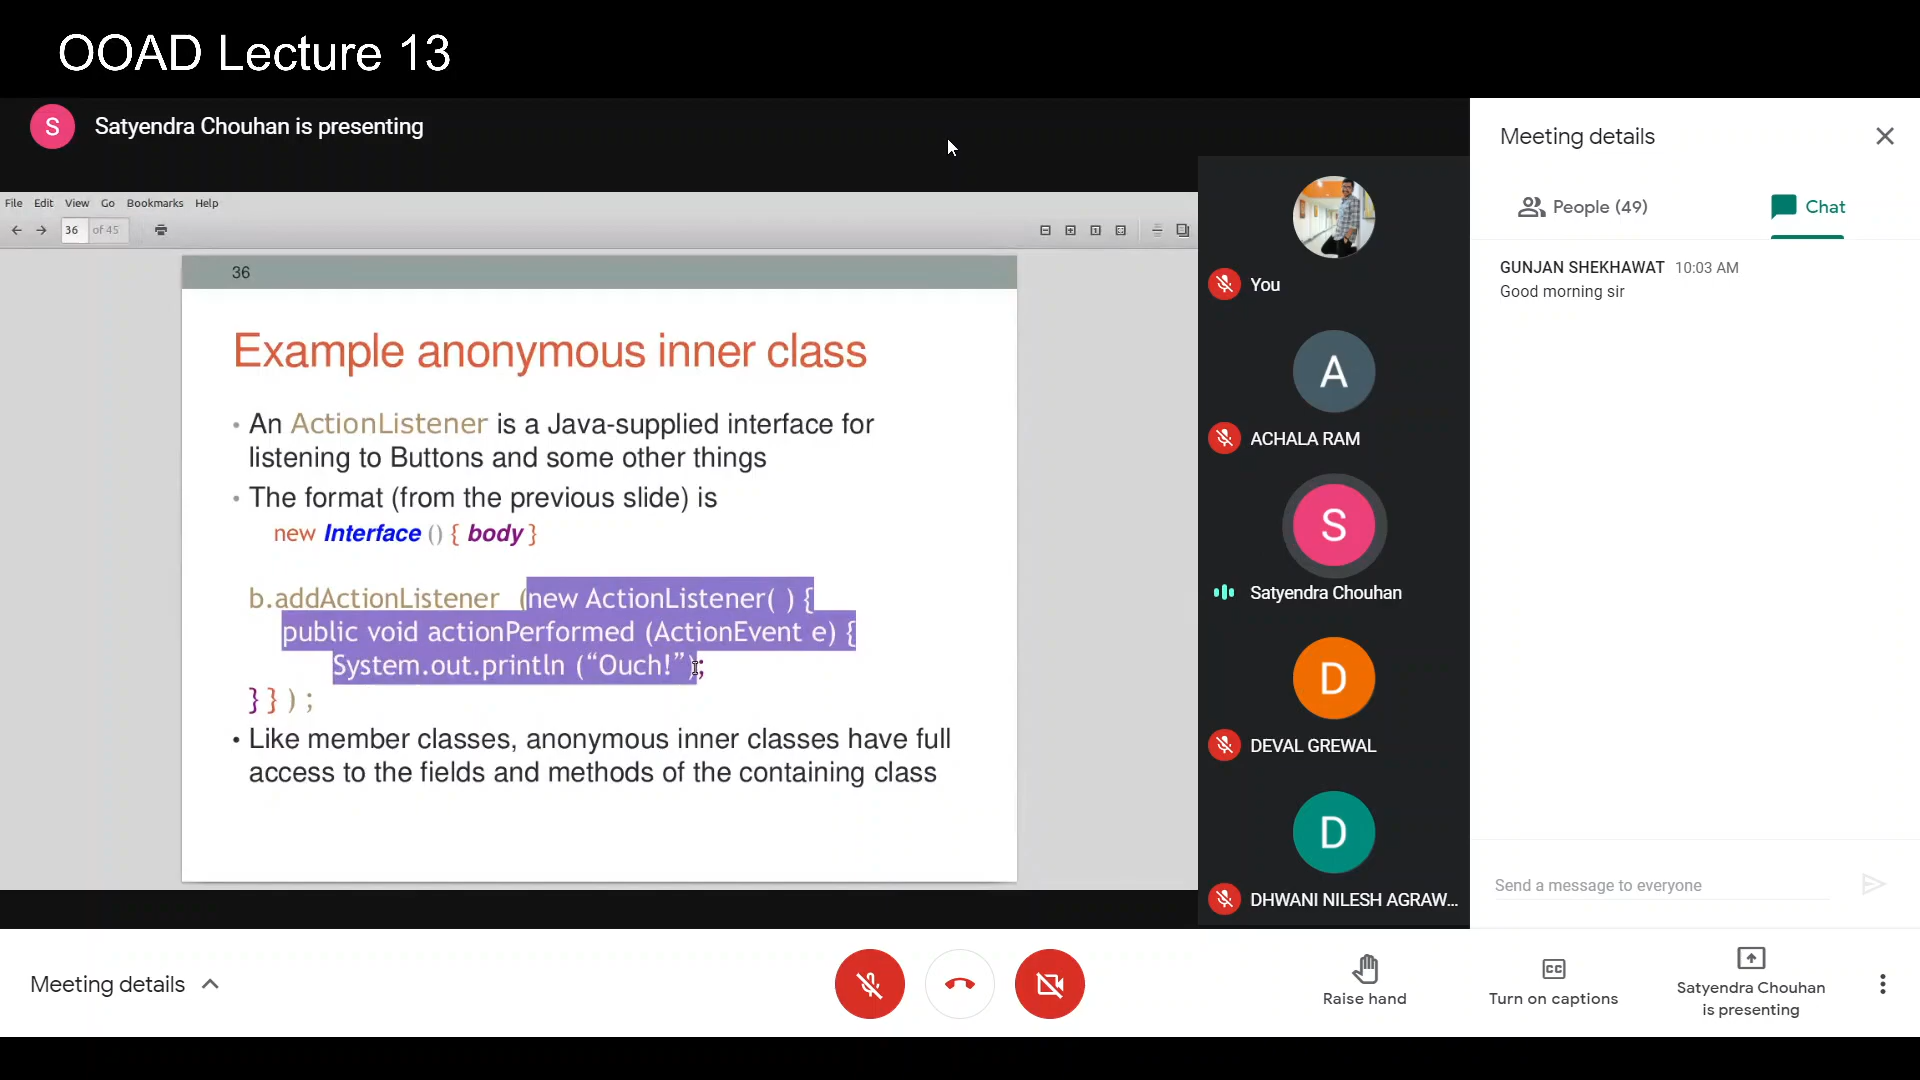 OOAD Lecture 13
S
Satyendra Chouhan is presenting
File Edit View Go Bookmarks Help
36 of 45
36
Example anonymous inner class
• An ActionListener is a Java-supplied interface for
listening to Buttons and some other things
• The format (from the previous slide) is
new Interface () { body }
b.addActionListener (new ActionListener( ) {
public void actionPerformed (ActionEvent e) {
System.out.println (“Ouch!”);
} } ) ;
• Like member classes, anonymous inner classes have full
access to the fields and methods of the containing class
You
A
ACHALA RAM
S
Satyendra Chouhan
D
DEVAL GREWAL
D
DHWANI NILESH AGRAW...
Meeting details
People (49)
Chat
GUNJAN SHEKHAWAT 10:03 AM
Good morning sir
Send a message to everyone
Meeting details
Raise hand
CC
Turn on captions
Satyendra Chouhan
is presenting